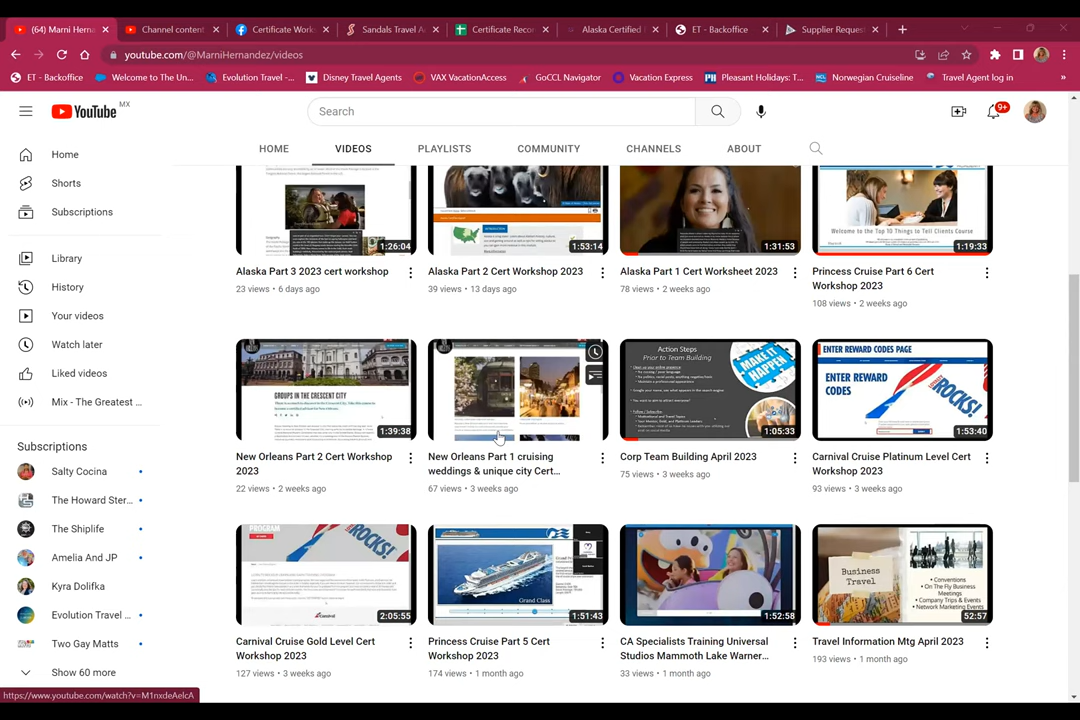 (64) Marni Herna
Channel content
Certificate Work
Sandals Travel A
Certificate Recor
Alaska Certified
ET - Backoffice
Supplier Reques
youtube.com/@MarniHernandez/videos
ET - Backoffice
Welcome to The Un...
Evolution Travel -...
Disney Travel Agents
VAX VacationAccess
GoCCL Navigator
Vacation Express
Pleasant Holidays: T...
Norwegian Cruiseline
Travel Agent log in
YouTube MX
Search
9+
HOME
VIDEOS
PLAYLISTS
COMMUNITY
CHANNELS
ABOUT
Home
Shorts
Subscriptions
Library
History
Your videos
Watch later
Liked videos
Mix - The Greatest ...
Subscriptions
Salty Cocina
The Howard Ster...
The Shiplife
Amelia And JP
Kyra Dolifka
Evolution Travel ...
Two Gay Matts
Show 60 more
1:26:04
Alaska Part 3 2023 cert workshop
23 views • 6 days ago
1:53:14
Alaska Part 2 Cert Workshop 2023
39 views • 13 days ago
1:31:53
Alaska Part 1 Cert Worksheet 2023
78 views • 2 weeks ago
Welcome to the Top 10 Things to Tell Clients Course
1:19:33
Princess Cruise Part 6 Cert
Workshop 2023
108 views • 2 weeks ago
GROUPS IN THE CRESCENT CITY
1:39:38
New Orleans Part 2 Cert Workshop
2023
22 views • 2 weeks ago
New Orleans Part 1 cruising
weddings & unique city Cert...
67 views • 3 weeks ago
Action Steps
Prior to Team Building
MAKE IT
HAPPEN
1:05:33
Corp Team Building April 2023
75 views • 3 weeks ago
ENTER REWARD CODES PAGE
ENTER REWARD
CODES
ROCKS!
1:53:40
Carnival Cruise Platinum Level Cert
Workshop 2023
93 views • 3 weeks ago
PROGRAM
ROCKS!
Carnival
2:05:55
Carnival Cruise Gold Level Cert
Workshop 2023
127 views • 3 weeks ago
Grand Class
1:51:43
Princess Cruise Part 5 Cert
Workshop 2023
174 views • 1 month ago
1:52:58
CA Specialists Training Universal
Studios Mammoth Lake Warner...
33 views • 1 month ago
Business
Travel
• Conventions
• On The Fly Business
Meetings
• Company Trips & Events
• Network Marketing Events
52:57
Travel Information Mtg April 2023
193 views • 1 month ago
https://www.youtube.com/watch?v=M1nxdeAelcA